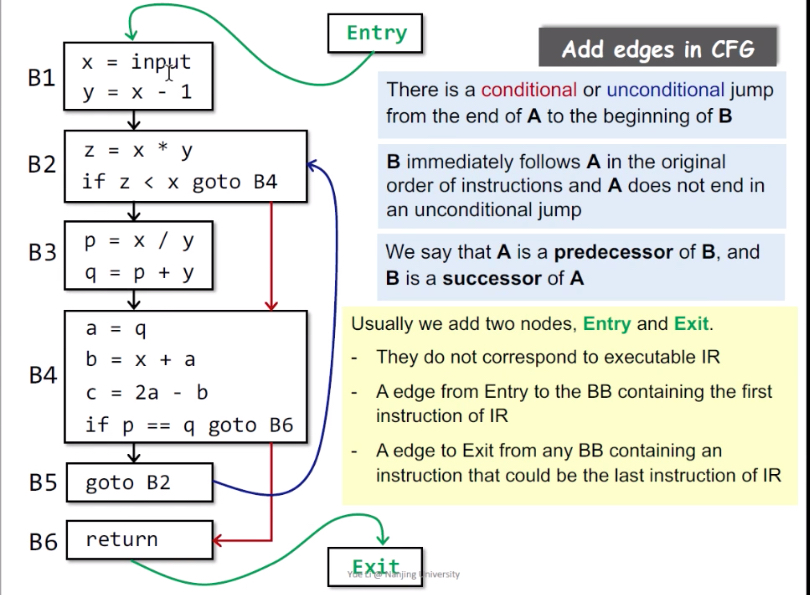 Entry
Add edges in CFG
B1
x = input
y = x - 1
B2
z = x * y
if z < x goto B4
B3
p = x / y
q = p + y
B4
a = q
b = x + a
c = 2a - b
if p == q goto B6
B5
goto B2
B6
return
There is a conditional or unconditional jump
from the end of A to the beginning of B
B immediately follows A in the original
order of instructions and A does not end in
an unconditional jump
We say that A is a predecessor of B, and
B is a successor of A
Usually we add two nodes, Entry and Exit.
- They do not correspond to executable IR
- A edge from Entry to the BB containing the first
instruction of IR
- A edge to Exit from any BB containing an
instruction that could be the last instruction of IR
Exit
Yue Li @ Nanjing University